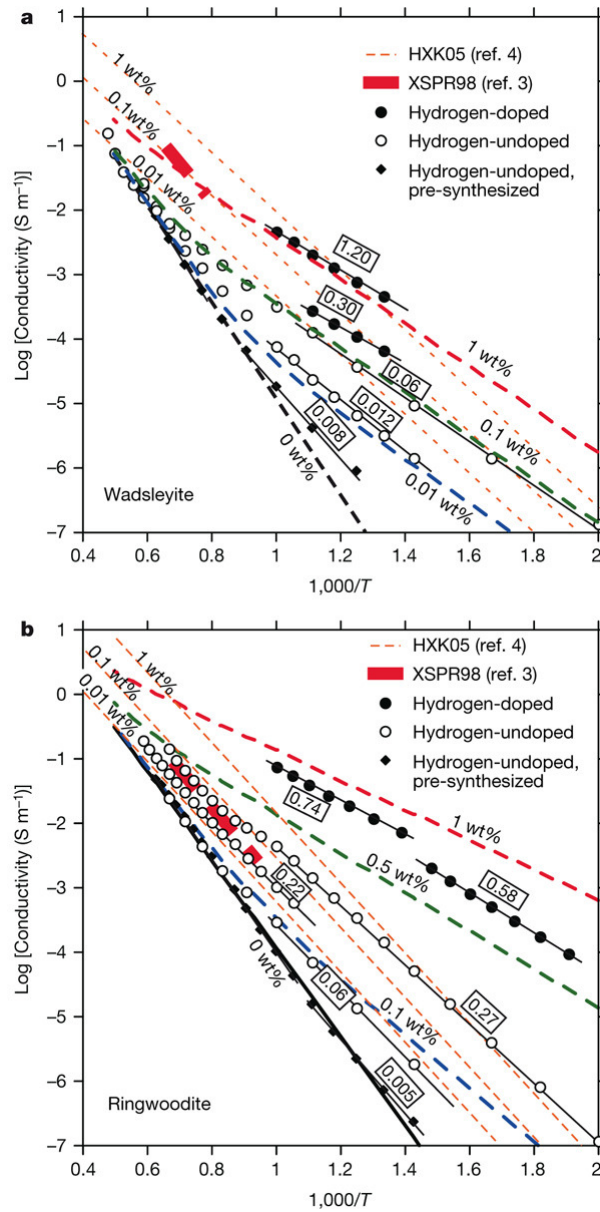 a
1
0
−1
−2
−3
−4
−5
−6
−7
Log [Conductivity (S m⁻¹)]
HXK05 (ref. 4)
XSPR98 (ref. 3)
Hydrogen-doped
Hydrogen-undoped
Hydrogen-undoped,
pre-synthesized
1 wt%
0.1wt%
0.01 wt%
1.20
0.30
0.06
0.012
0.008
1 wt%
0.1 wt%
0.01 wt%
0 wt%
Wadsleyite
0.4
0.6
0.8
1
1.2
1.4
1.6
1.8
2.0
1,000/T
b
1
0
−1
−2
−3
−4
−5
−6
−7
Log [Conductivity (S m⁻¹)]
HXK05 (ref. 4)
XSPR98 (ref. 3)
Hydrogen-doped
Hydrogen-undoped
Hydrogen-undoped,
pre-synthesized
0.1 wt%
1 wt%
0.01 wt%
0.74
1 wt%
0.58
0.5 wt%
0.22
0.27
0 wt%
0.06
0.1 wt%
0.005
Ringwoodite
0.4
0.6
0.8
1
1.2
1.4
1.6
1.8
2.0
1,000/T